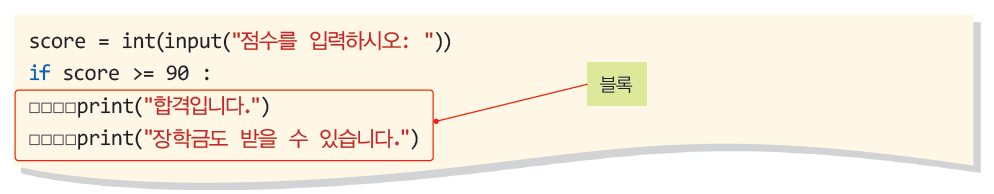 score = int(input("점수를 입력하시오: "))
if score >= 90 :
□□□□print("합격입니다.")
□□□□print("장학금도 받을 수 있습니다.")
블록